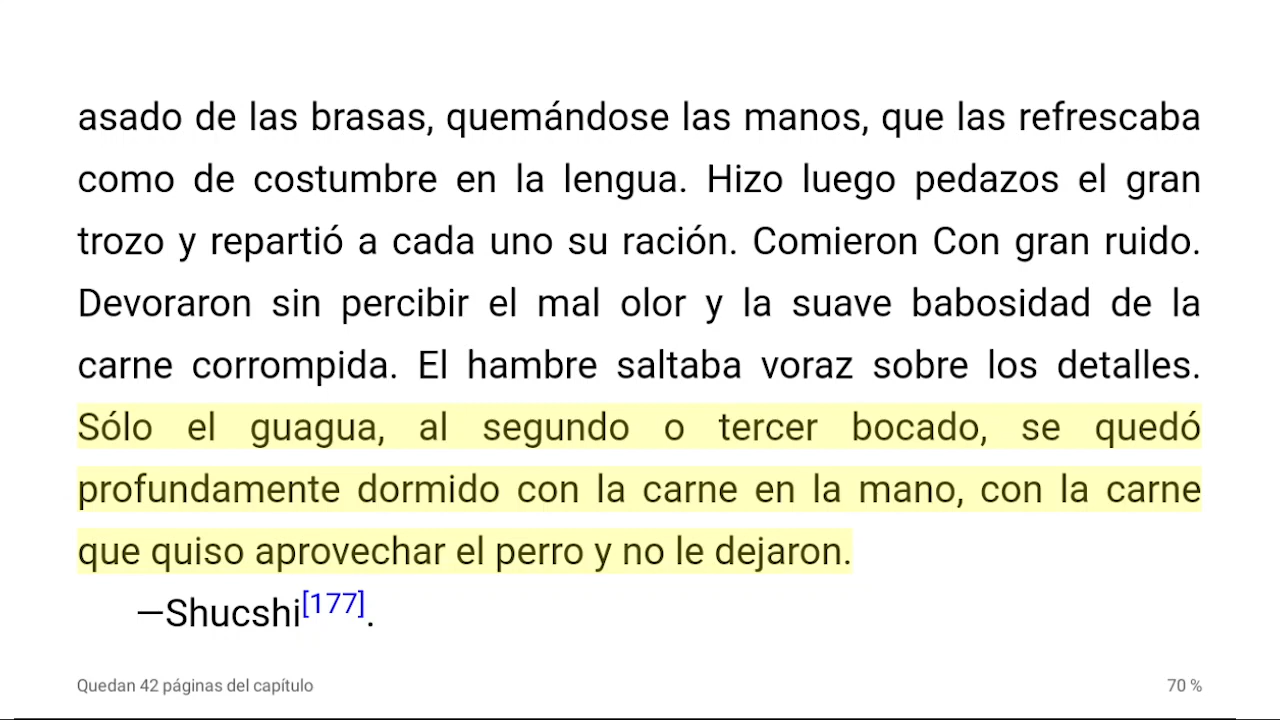 asado de las brasas, quemándose las manos, que las refrescaba
como de costumbre en la lengua. Hizo luego pedazos el gran
trozo y repartió a cada uno su ración. Comieron Con gran ruido.
Devoraron sin percibir el mal olor y la suave babosidad de la
carne corrompida. El hambre saltaba voraz sobre los detalles.
Sólo el guagua, al segundo o tercer bocado, se quedó
profundamente dormido con la carne en la mano, con la carne
que quiso aprovechar el perro y no le dejaron.
—Shucshi[177].
Quedan 42 páginas del capítulo 70 %